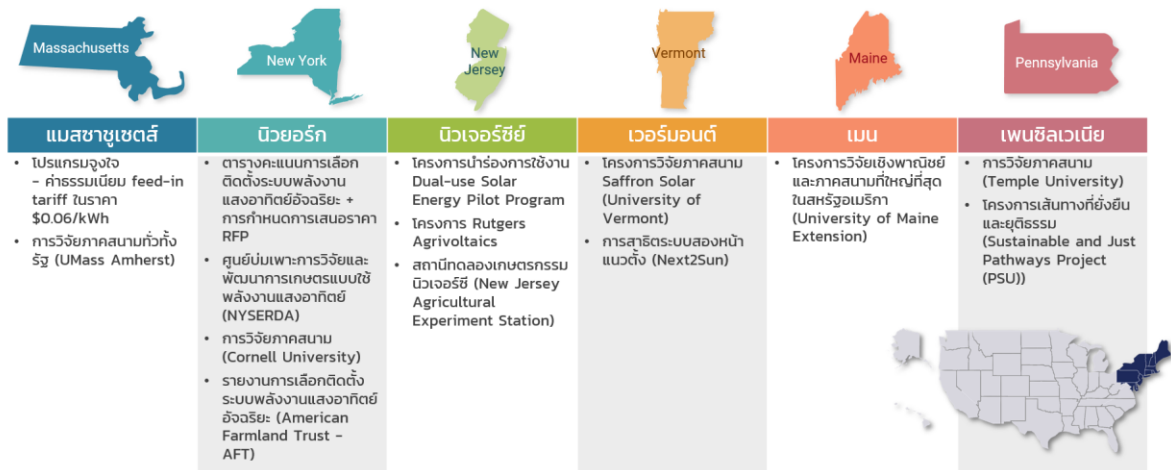 Massachusetts
New York
New
Jersey
Vermont
Maine
Pennsylvania
แมสซาชูเซตส์
นิวยอร์ก
นิวเจอร์ซีย์
เวอร์มอนต์
เมน
เพนซิลเวเนีย
• โปรแกรมจูงใจ
- ค่าธรรมเนียม feed-in
tariff ในราคา
$0.06/kWh
• การวิจัยภาคสนามทั่วทั้ง
รัฐ (UMass Amherst)
• ตารางคะแนนการเลือก
ติดตั้งระบบพลังงาน
แสงอาทิตย์อัจฉริยะ +
การกำหนดการเสนอราคา
RFP
• ศูนย์บ่มเพาะการวิจัยและ
พัฒนาการเกษตรแบบใช้
พลังงานแสงอาทิตย์
(NYSERDA)
• การวิจัยภาคสนาม
(Cornell University)
• รายงานการเลือกติดตั้ง
ระบบพลังงานแสงอาทิตย์
อัจฉริยะ (American
Farmland Trust -
AFT)
• โครงการนำร่องการใช้งาน
Dual-use Solar
Energy Pilot Program
• โครงการ Rutgers
Agrivoltaics
• สถานีทดลองเกษตรกรรม
นิวเจอร์ซี (New Jersey
Agricultural
Experiment Station)
• โครงการวิจัยภาคสนาม
Saffron Solar
(University of
Vermont)
• การสาธิตระบบสองหน้า
แนวตั้ง (Next2Sun)
• โครงการวิจัยเชิงพาณิชย์
และภาคสนามที่ใหญ่ที่สุด
ในสหรัฐอเมริกา
(University of Maine
Extension)
• การวิจัยภาคสนาม
(Temple University)
• โครงการเส้นทางที่ยั่งยืน
และยุติธรรม
(Sustainable and Just
Pathways Project
(PSU))